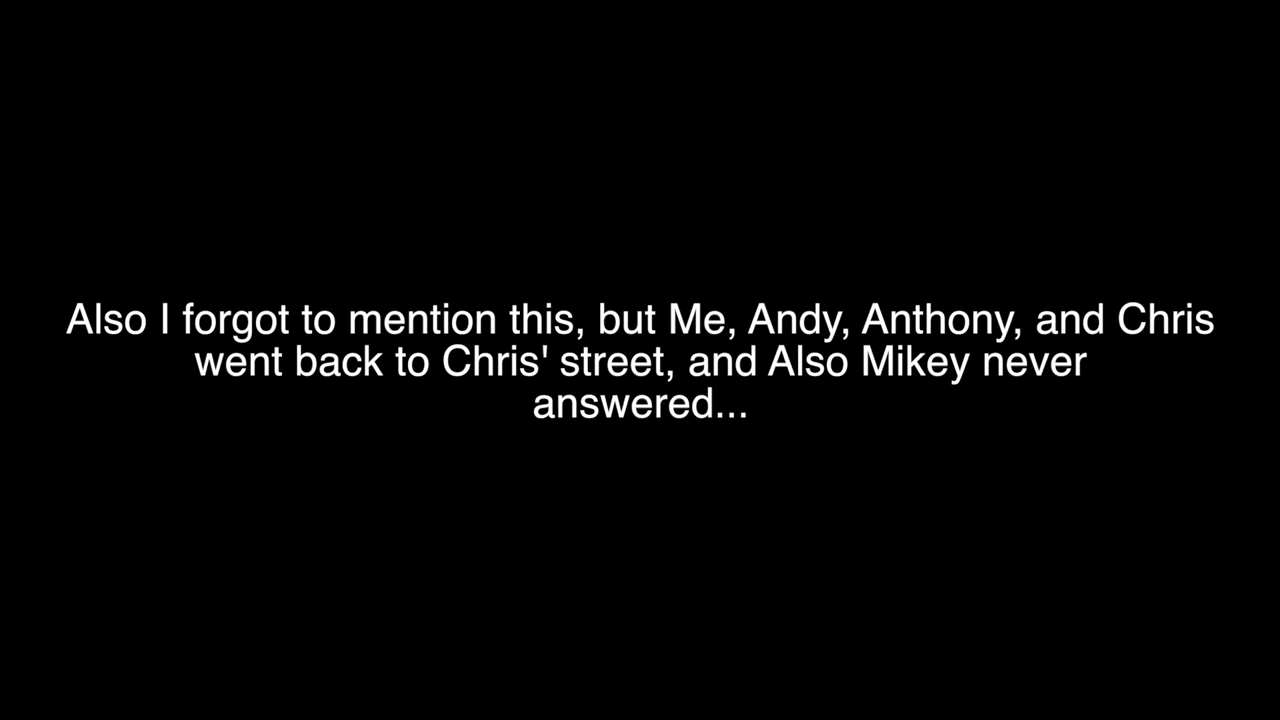 Also I forgot to mention this, but Me, Andy, Anthony, and Chris
went back to Chris' street, and Also Mikey never
answered...